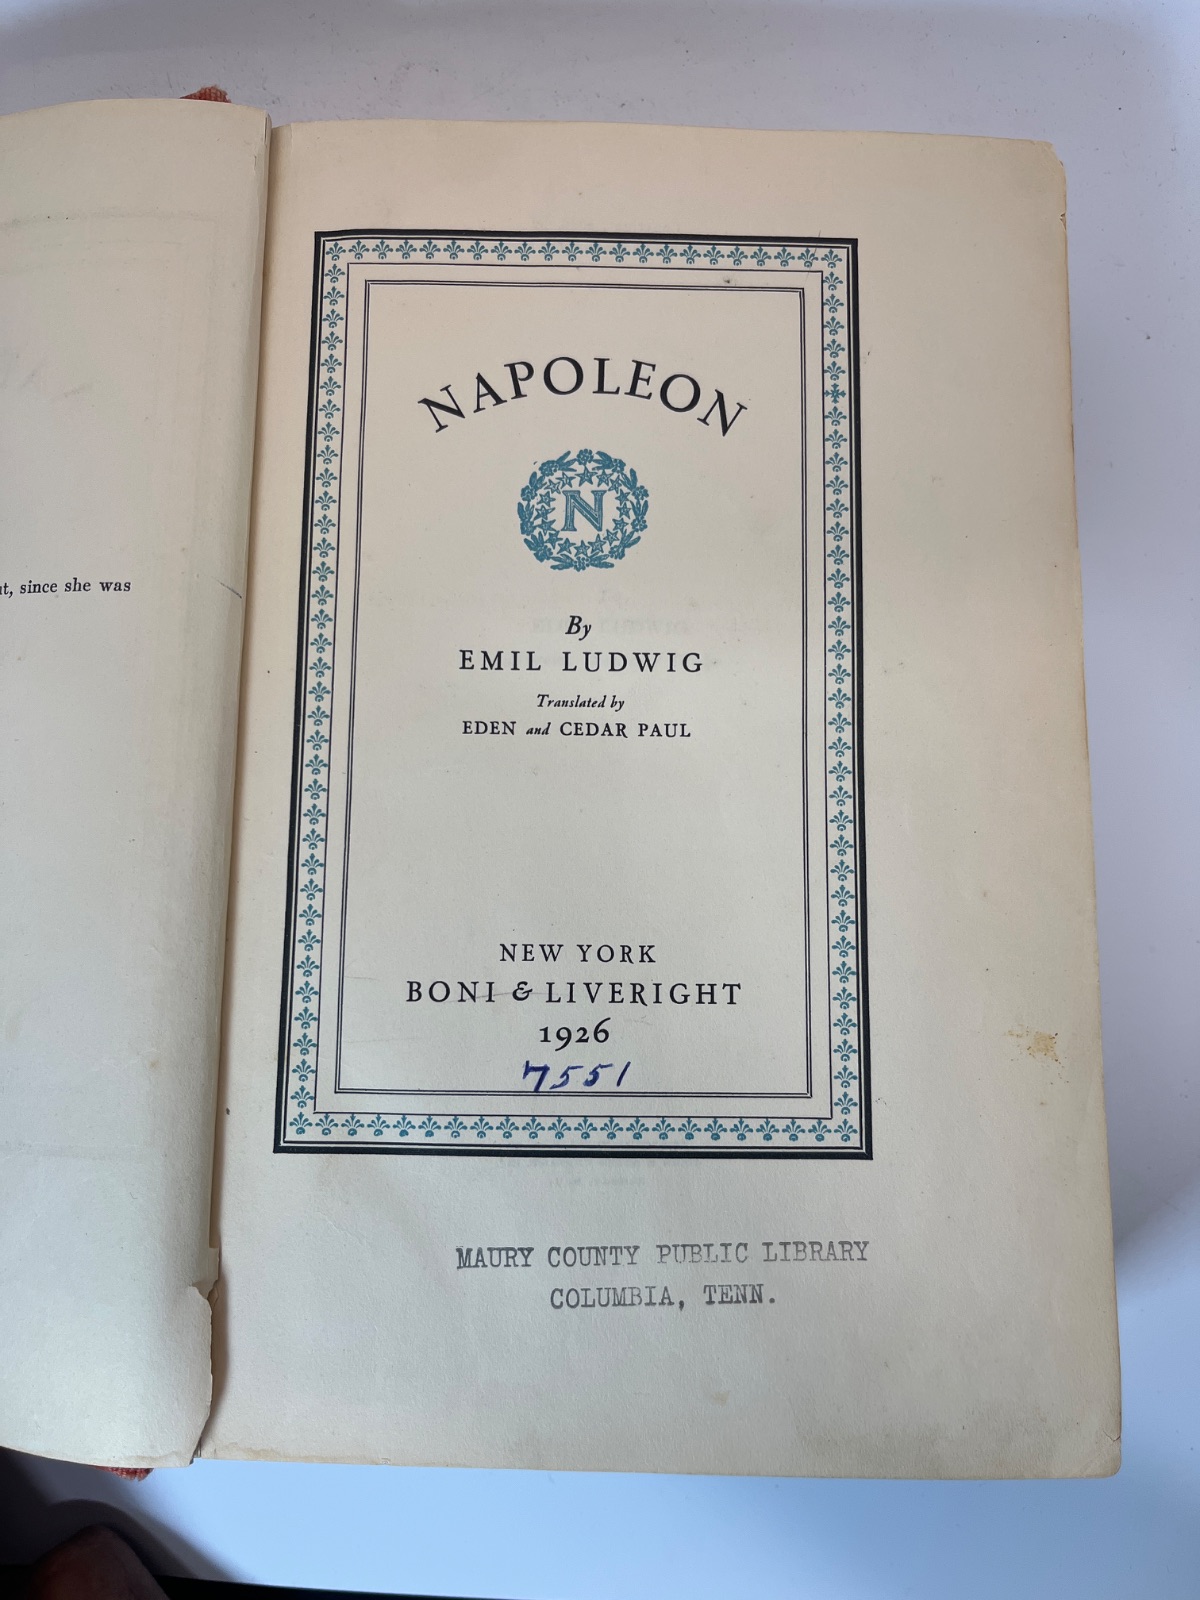 t, since she was
NAPOLEON
N
By
EMIL LUDWIG
Translated by
EDEN and CEDAR PAUL
NEW YORK
BONI & LIVERIGHT
1926
7551
MAURY COUNTY PUBLIC LIBRARY
COLUMBIA, TENN.